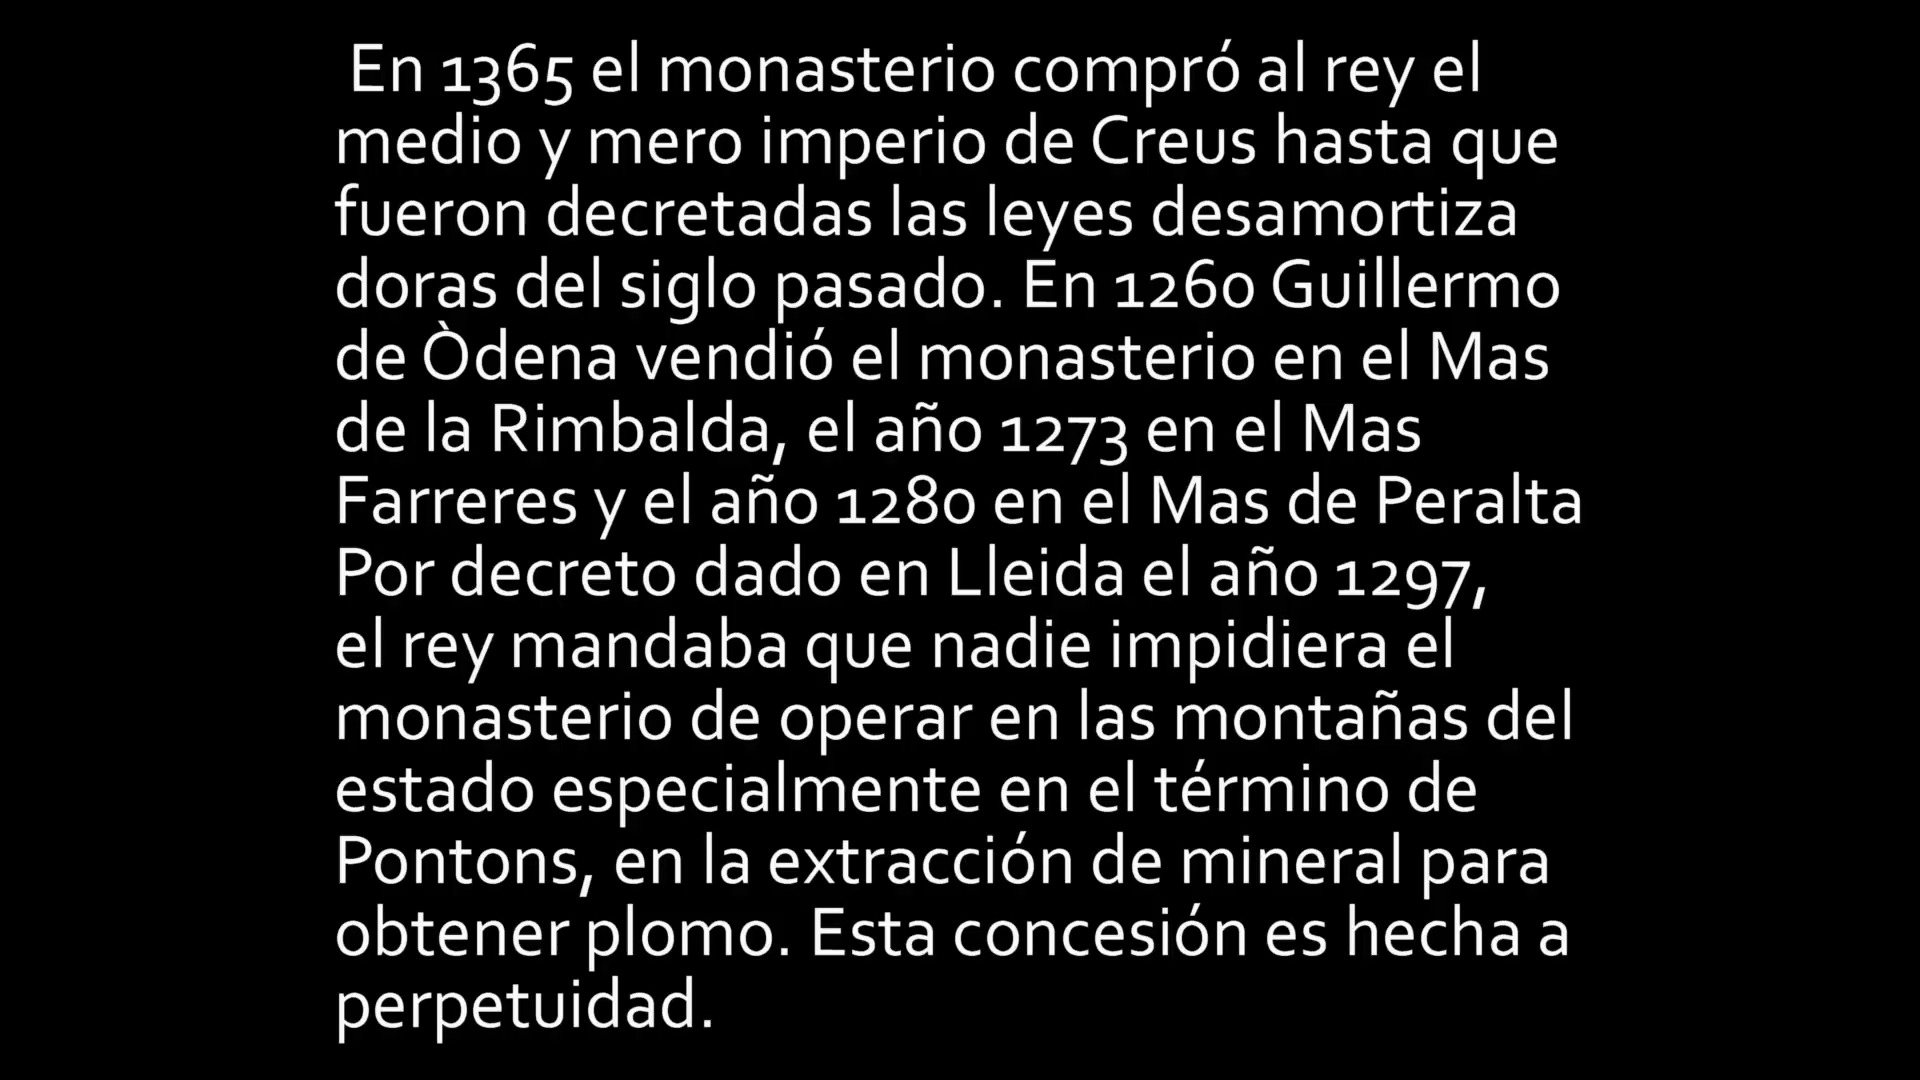 En 1365 el monasterio compró al rey el
medio y mero imperio de Creus hasta que
fueron decretadas las leyes desamortiza
doras del siglo pasado. En 1260 Guillermo
de Òdena vendió el monasterio en el Mas
de la Rimbalda, el año 1273 en el Mas
Farreres y el año 1280 en el Mas de Peralta
Por decreto dado en Lleida el año 1297,
el rey mandaba que nadie impidiera el
monasterio de operar en las montañas del
estado especialmente en el término de
Pontons, en la extracción de mineral para
obtener plomo. Esta concesión es hecha a
perpetuidad.